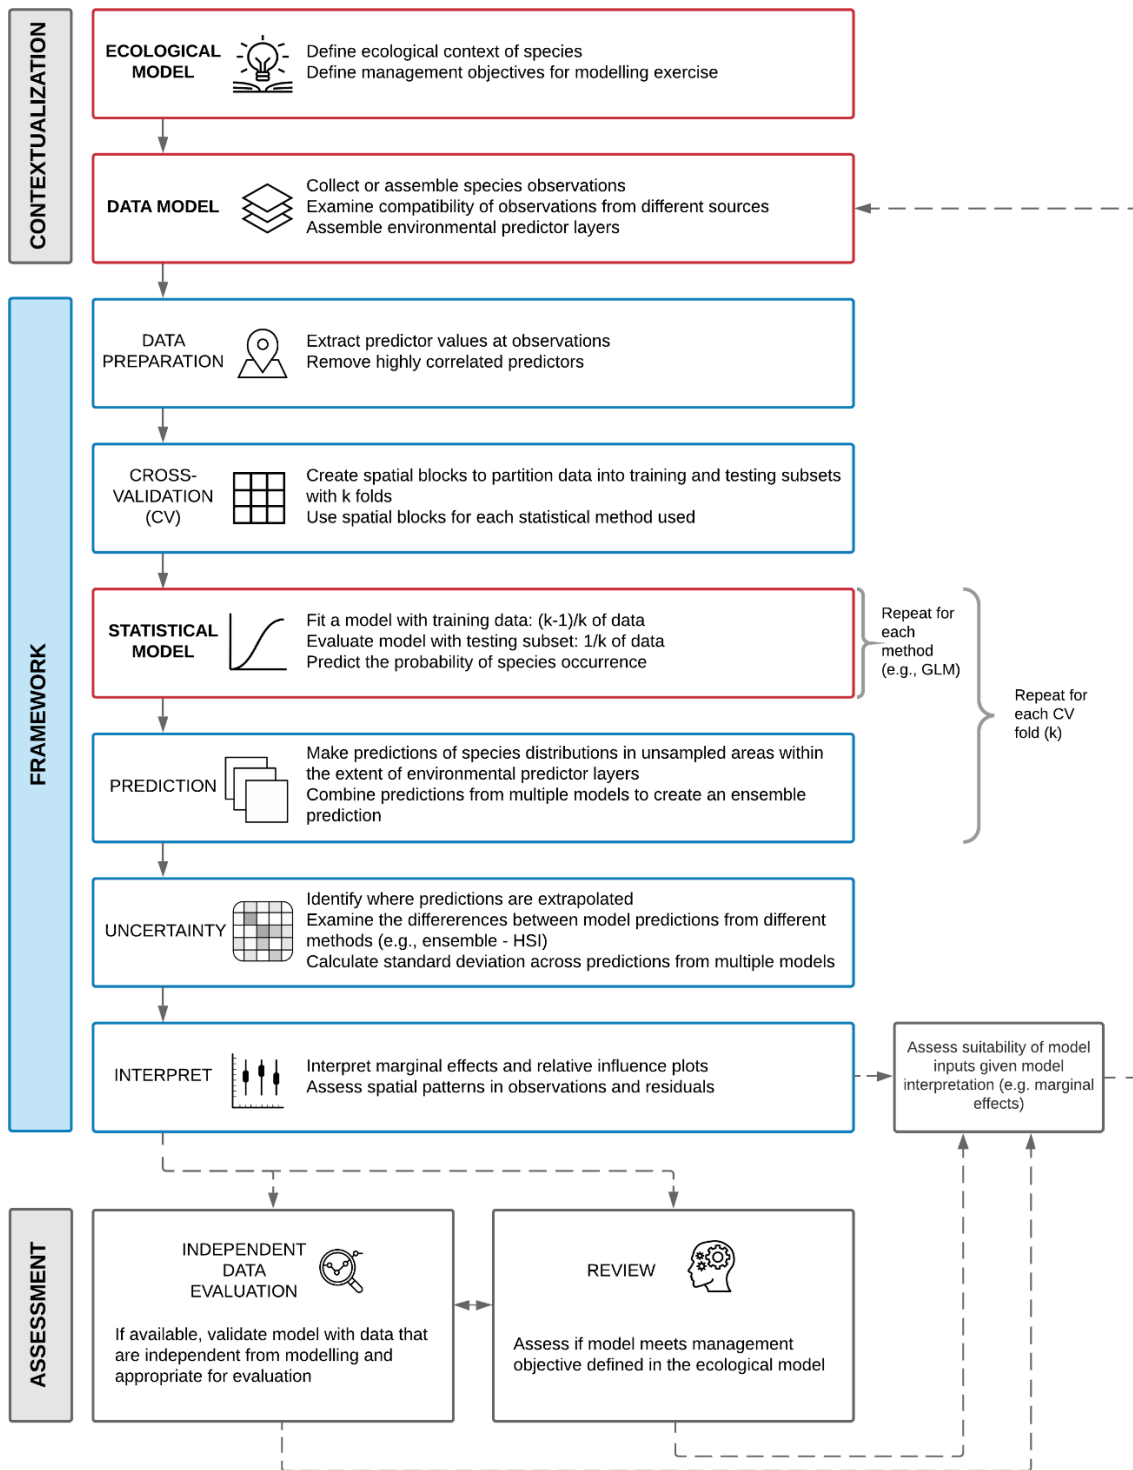 CONTEXTUALIZATION
ECOLOGICAL
MODEL
Define ecological context of species
Define management objectives for modelling exercise
DATA MODEL
Collect or assemble species observations
Examine compatibility of observations from different sources
Assemble environmental predictor layers
FRAMEWORK
DATA
PREPARATION
Extract predictor values at observations
Remove highly correlated predictors
CROSS-
VALIDATION
(CV)
Create spatial blocks to partition data into training and testing subsets
with k folds
Use spatial blocks for each statistical method used
STATISTICAL
MODEL
Fit a model with training data: (k-1)/k of data
Evaluate model with testing subset: 1/k of data
Predict the probability of species occurrence
Repeat for
each
method
(e.g., GLM)
Repeat for
each CV
fold (k)
PREDICTION
Make predictions of species distributions in unsampled areas within
the extent of environmental predictor layers
Combine predictions from multiple models to create an ensemble
prediction
UNCERTAINTY
Identify where predictions are extrapolated
Examine the differerences between model predictions from different
methods (e.g., ensemble - HSI)
Calculate standard deviation across predictions from multiple models
INTERPRET
Interpret marginal effects and relative influence plots
Assess spatial patterns in observations and residuals
Assess suitability of model
inputs given model
interpretation (e.g. marginal
effects)
ASSESSMENT
INDEPENDENT
DATA
EVALUATION
If available, validate model with data that
are independent from modelling and
appropriate for evaluation
REVIEW
Assess if model meets management
objective defined in the ecological model